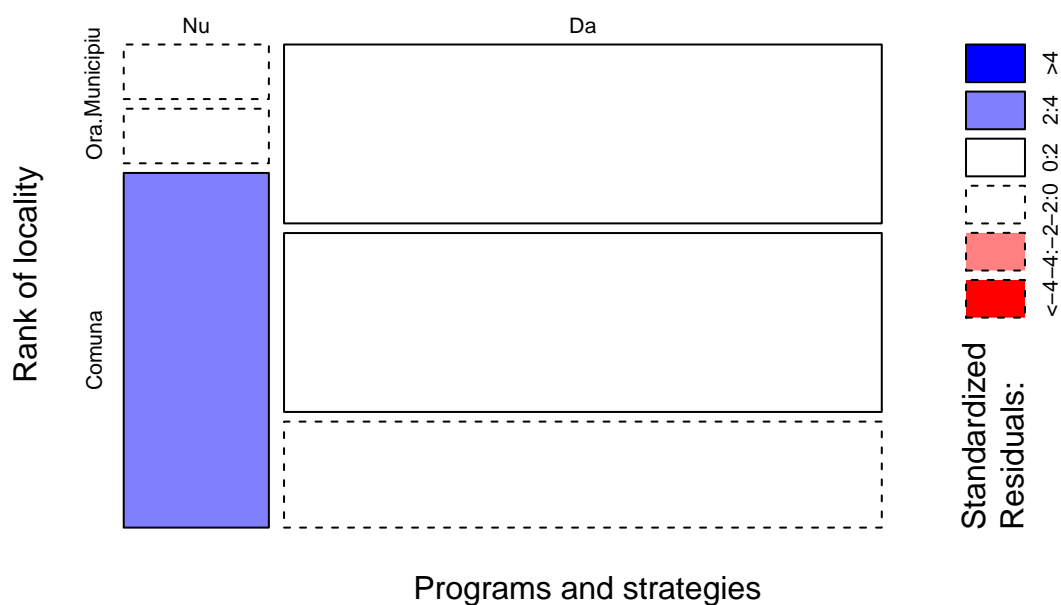 Nu
Da
Municipiu
Ora.
Comuna
Rank of locality
Programs and strategies
>4
2:4
0:2
−2:0
−4:−2
<−4
Standardized
Residuals: